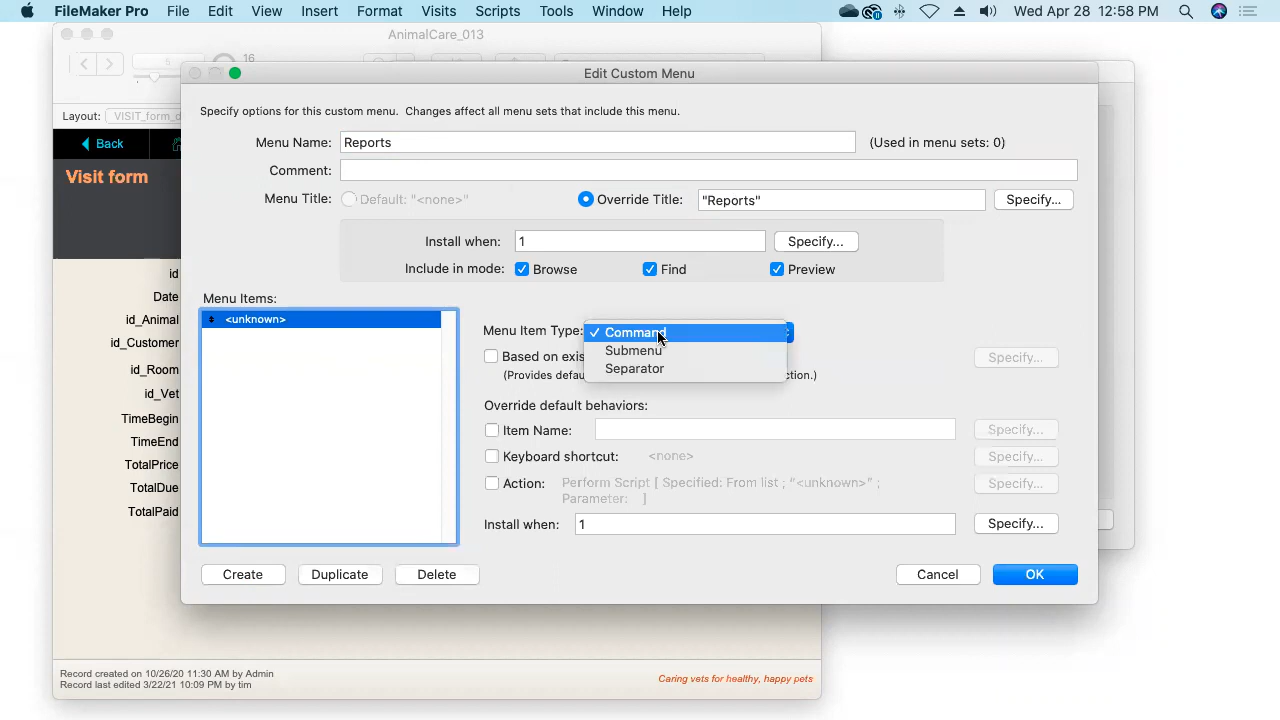 FileMaker Pro File Edit View Insert Format Visits Scripts Tools Window Help Wed Apr 28 12:58 PM
AnimalCare_013
5 16
Edit Custom Menu
Layout: VISIT_form_d
Back
Visit form
id
Date
id_Animal
id_Customer
id_Room
id_Vet
TimeBegin
TimeEnd
TotalPrice
TotalDue
TotalPaid
Record created on 10/26/20 11:30 AM by Admin
Record last edited 3/22/21 10:09 PM by tim
Caring vets for healthy, happy pets
Specify options for this custom menu. Changes affect all menu sets that include this menu.
Menu Name: Reports (Used in menu sets: 0)
Comment:
Menu Title: Default: "<none>" Override Title: "Reports" Specify...
Install when: 1 Specify...
Include in mode: Browse Find Preview
Menu Items:
<unknown>
Menu Item Type: ✓ Command
Submenu
Separator
Based on exis Specify...
(Provides defau ction.)
Override default behaviors:
Item Name: Specify...
Keyboard shortcut: <none> Specify...
Action: Perform Script [ Specified: From list ; “<unknown>” ; Specify...
Parameter: ]
Install when: 1 Specify...
Create Duplicate Delete Cancel OK